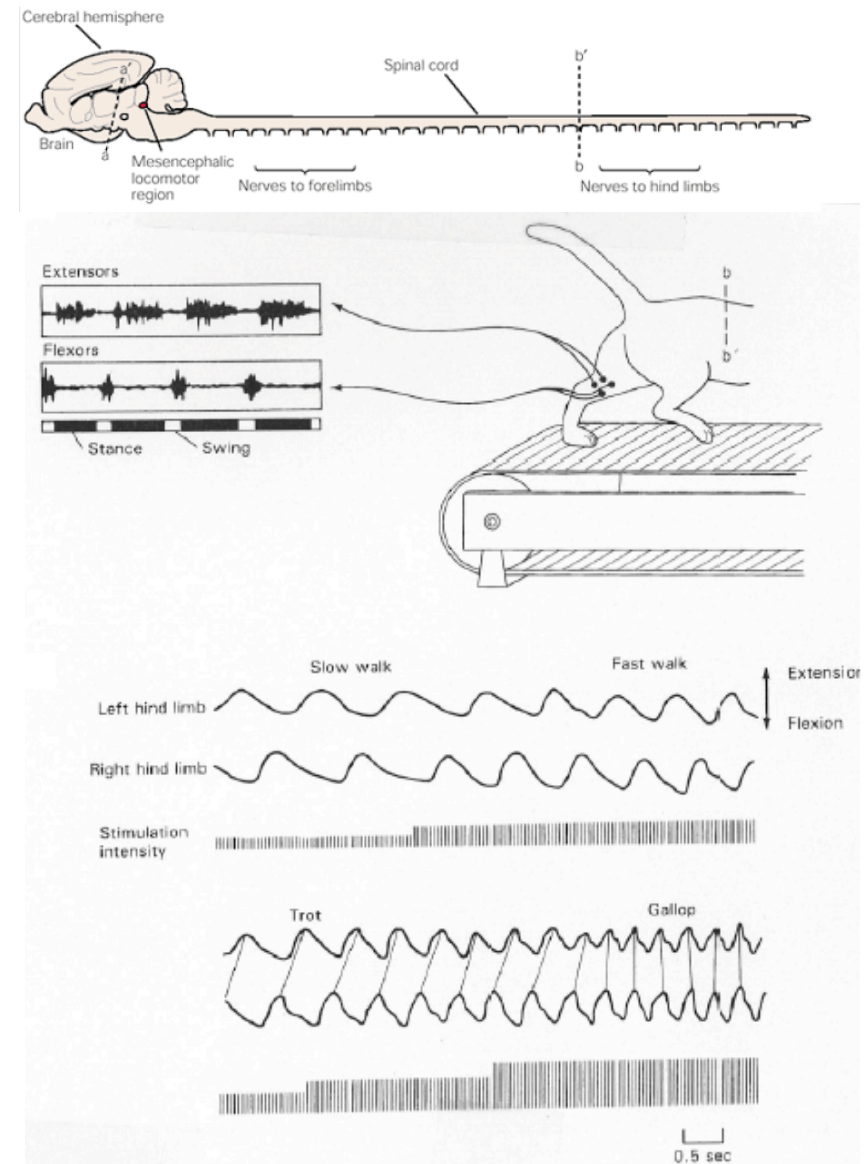 Cerebral hemisphere
a'
Spinal cord
b'
Brain
a
Mesencephalic
locomotor
region
Nerves to forelimbs
b
Nerves to hind limbs
Extensors
Flexors
Stance
Swing
b
b'
Slow walk
Fast walk
Extension
Left hind limb
Flexion
Right hind limb
Stimulation
intensity
Trot
Gallop
0.5 sec